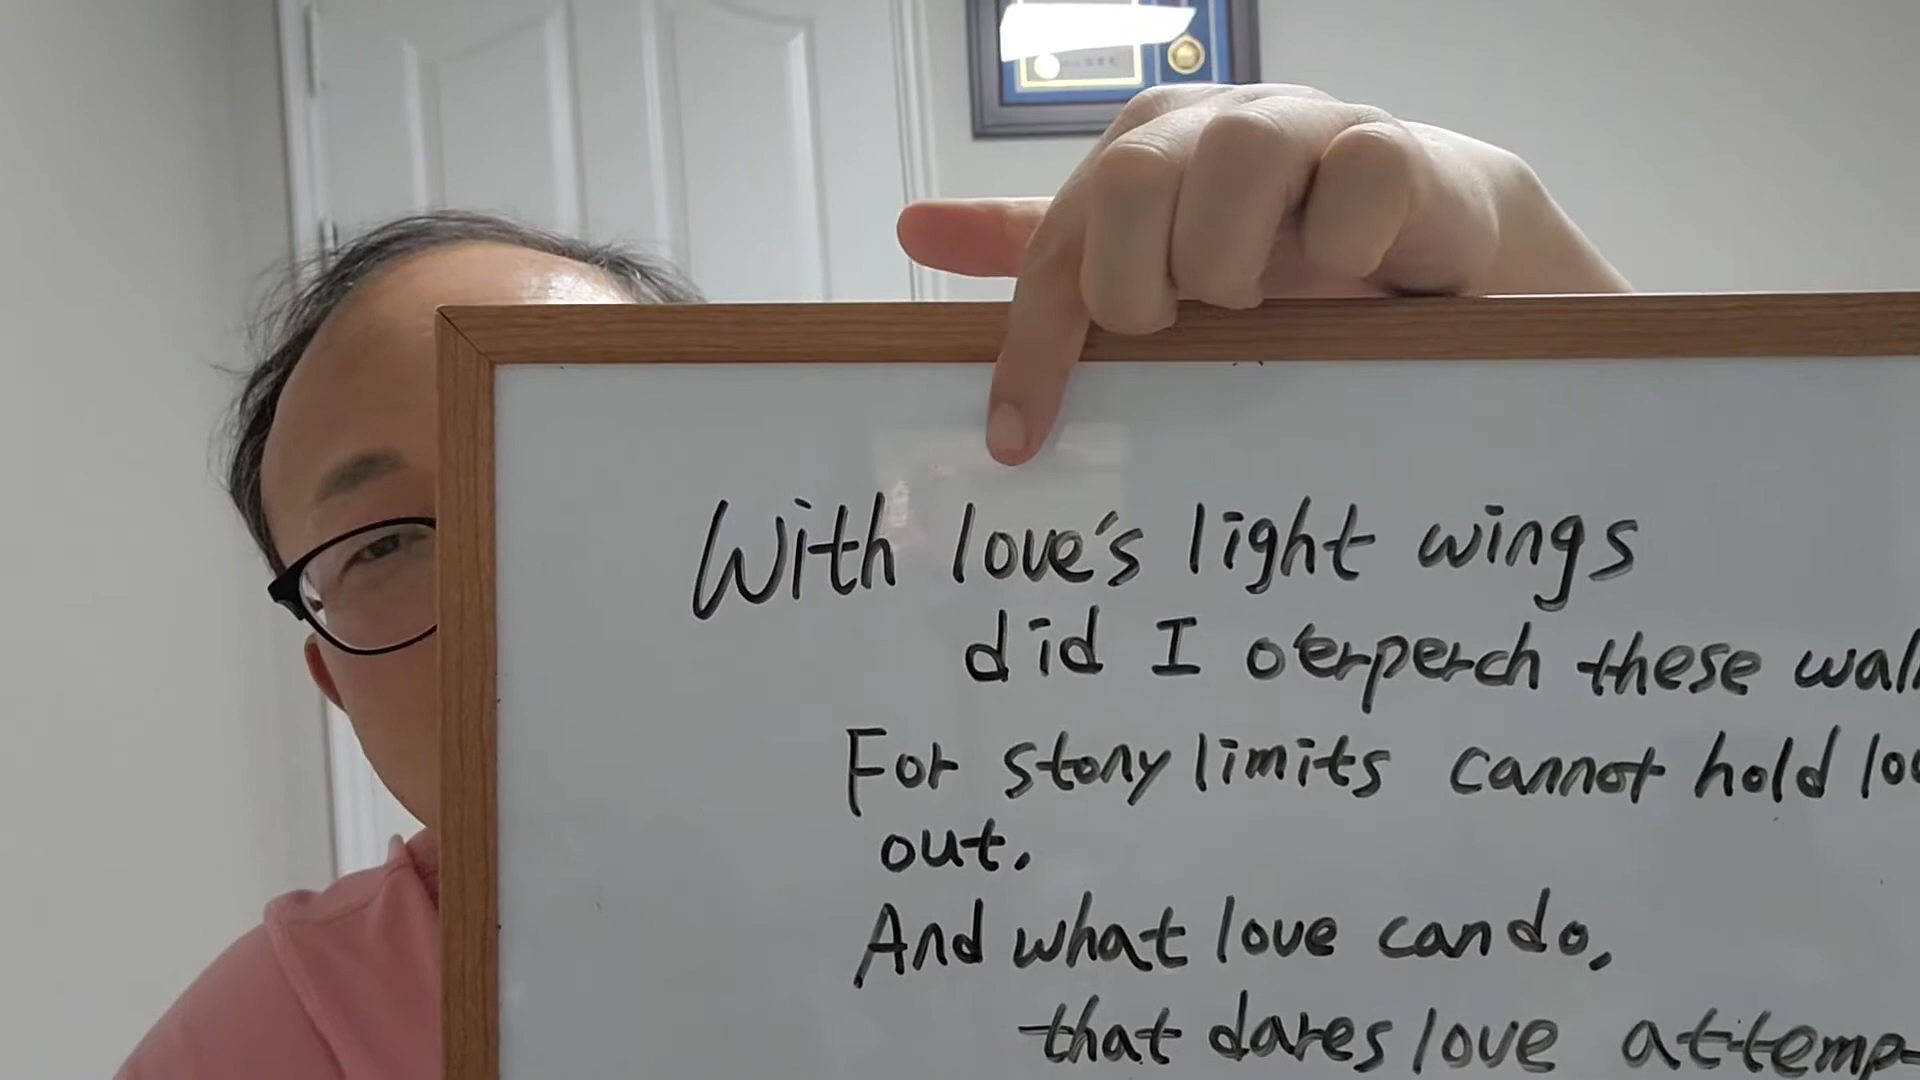 With love's light wings
did I o'erperch these wal
For stony limits cannot hold lo
out.
And what love can do,
that dares love attemp